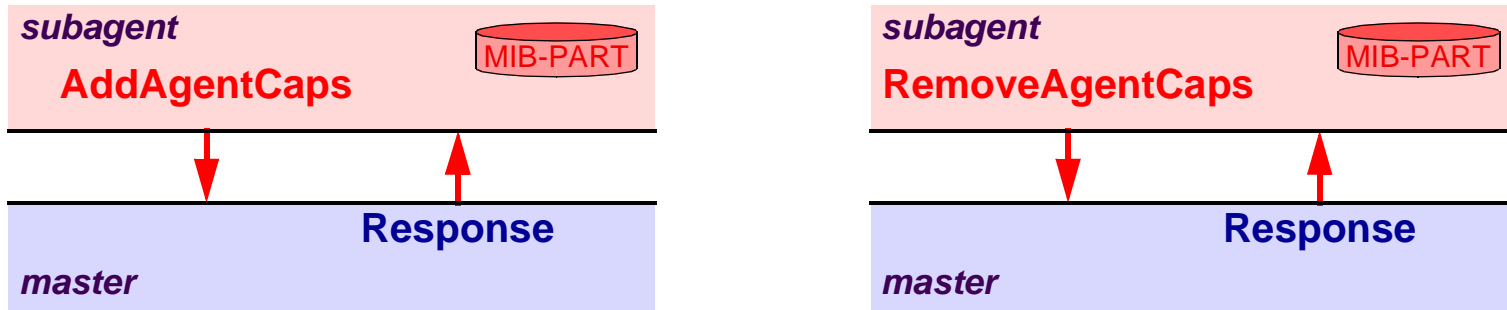 subagent
MIB-PART
AddAgentCaps
Response
master
subagent
MIB-PART
RemoveAgentCaps
Response
master